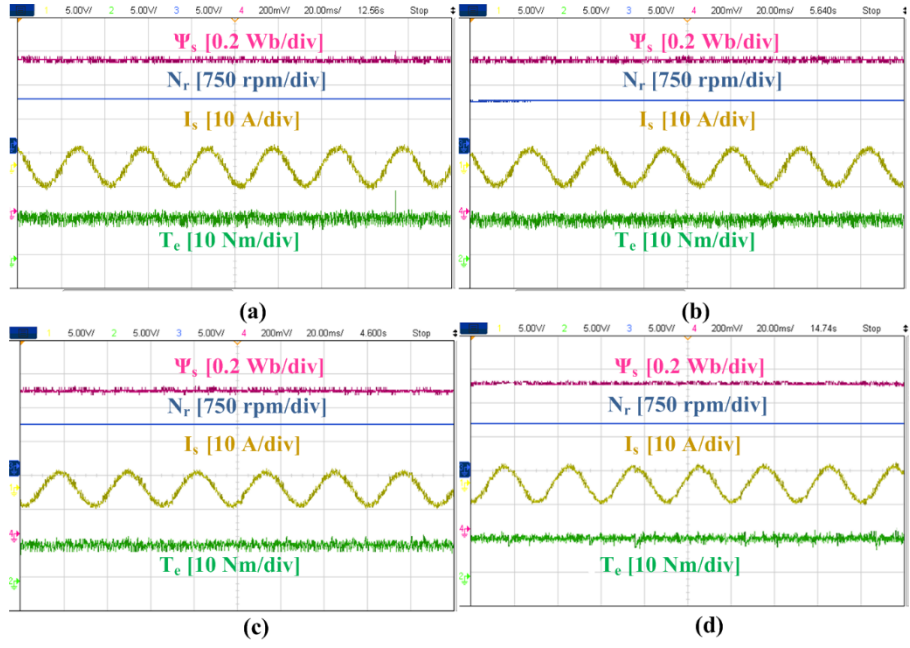 1 5.00V/ 2 5.00V/ 3 5.00V/ 4 200mV/ 20.00ms/ 12.56s Stop
Ψs [0.2 Wb/div]
Nr [750 rpm/div]
Is [10 A/div]
Te [10 Nm/div]
(a)
1 5.00V/ 2 5.00V/ 3 5.00V/ 4 200mV/ 20.00ms/ 5.640s Stop
Ψs [0.2 Wb/div]
Nr [750 rpm/div]
Is [10 A/div]
Te [10 Nm/div]
(b)
1 5.00V/ 2 5.00V/ 3 5.00V/ 4 200mV/ 20.00ms/ 4.600s Stop
Ψs [0.2 Wb/div]
Nr [750 rpm/div]
Is [10 A/div]
Te [10 Nm/div]
(c)
1 5.00V/ 2 5.00V/ 3 5.00V/ 4 200mV/ 20.00ms/ 14.74s Stop
Ψs [0.2 Wb/div]
Nr [750 rpm/div]
Is [10 A/div]
Te [10 Nm/div]
(d)